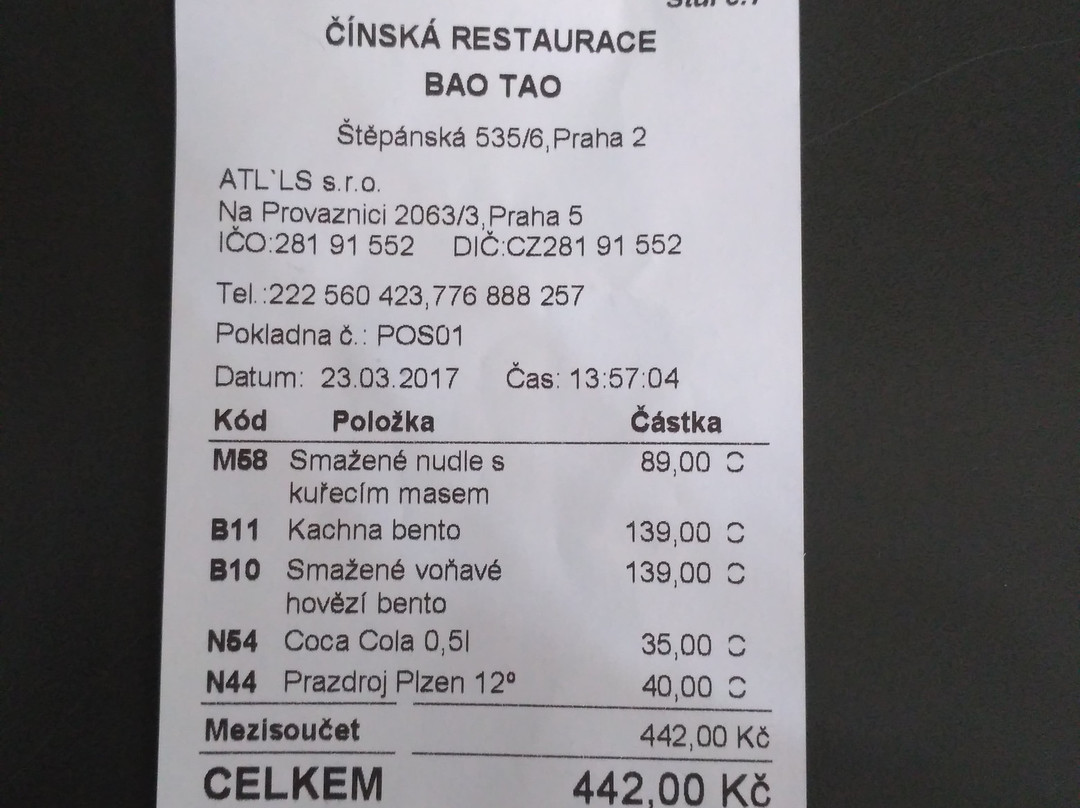 ČÍNSKÁ RESTAURACE
BAO TAO
Štěpánská 535/6,Praha 2
ATL`LS s.r.o.
Na Provaznici 2063/3,Praha 5
IČO:281 91 552 DIČ:CZ281 91 552
Tel.:222 560 423,776 888 257
Pokladna č.: POS01
Datum: 23.03.2017 Čas: 13:57:04
Kód Položka Částka
M58 Smažené nudle s 89,00 C
kuřecím masem
B11 Kachna bento 139,00 C
B10 Smažené voňavé 139,00 C
hovězí bento
N54 Coca Cola 0,5l 35,00 C
N44 Prazdroj Plzen 12º 40,00 C
Mezisoučet 442,00 Kč
CELKEM 442,00 Kč